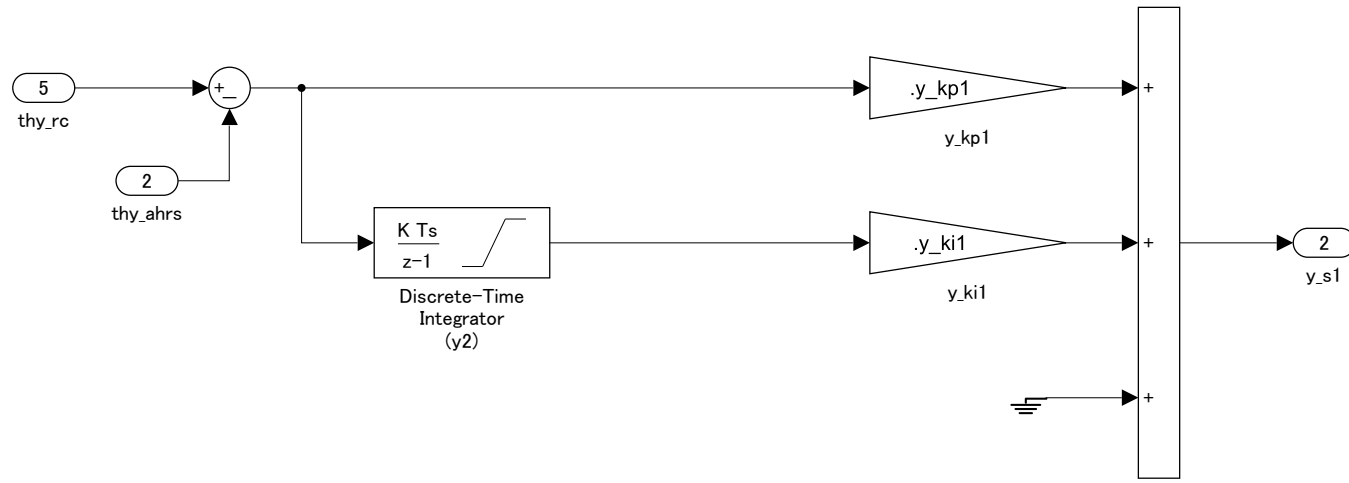 5
thy_rc
+
_
2
thy_ahrs
.y_kp1
y_kp1
+
K Ts
z-1
Discrete-Time
Integrator
(y2)
.y_ki1
y_ki1
+
2
y_s1
+